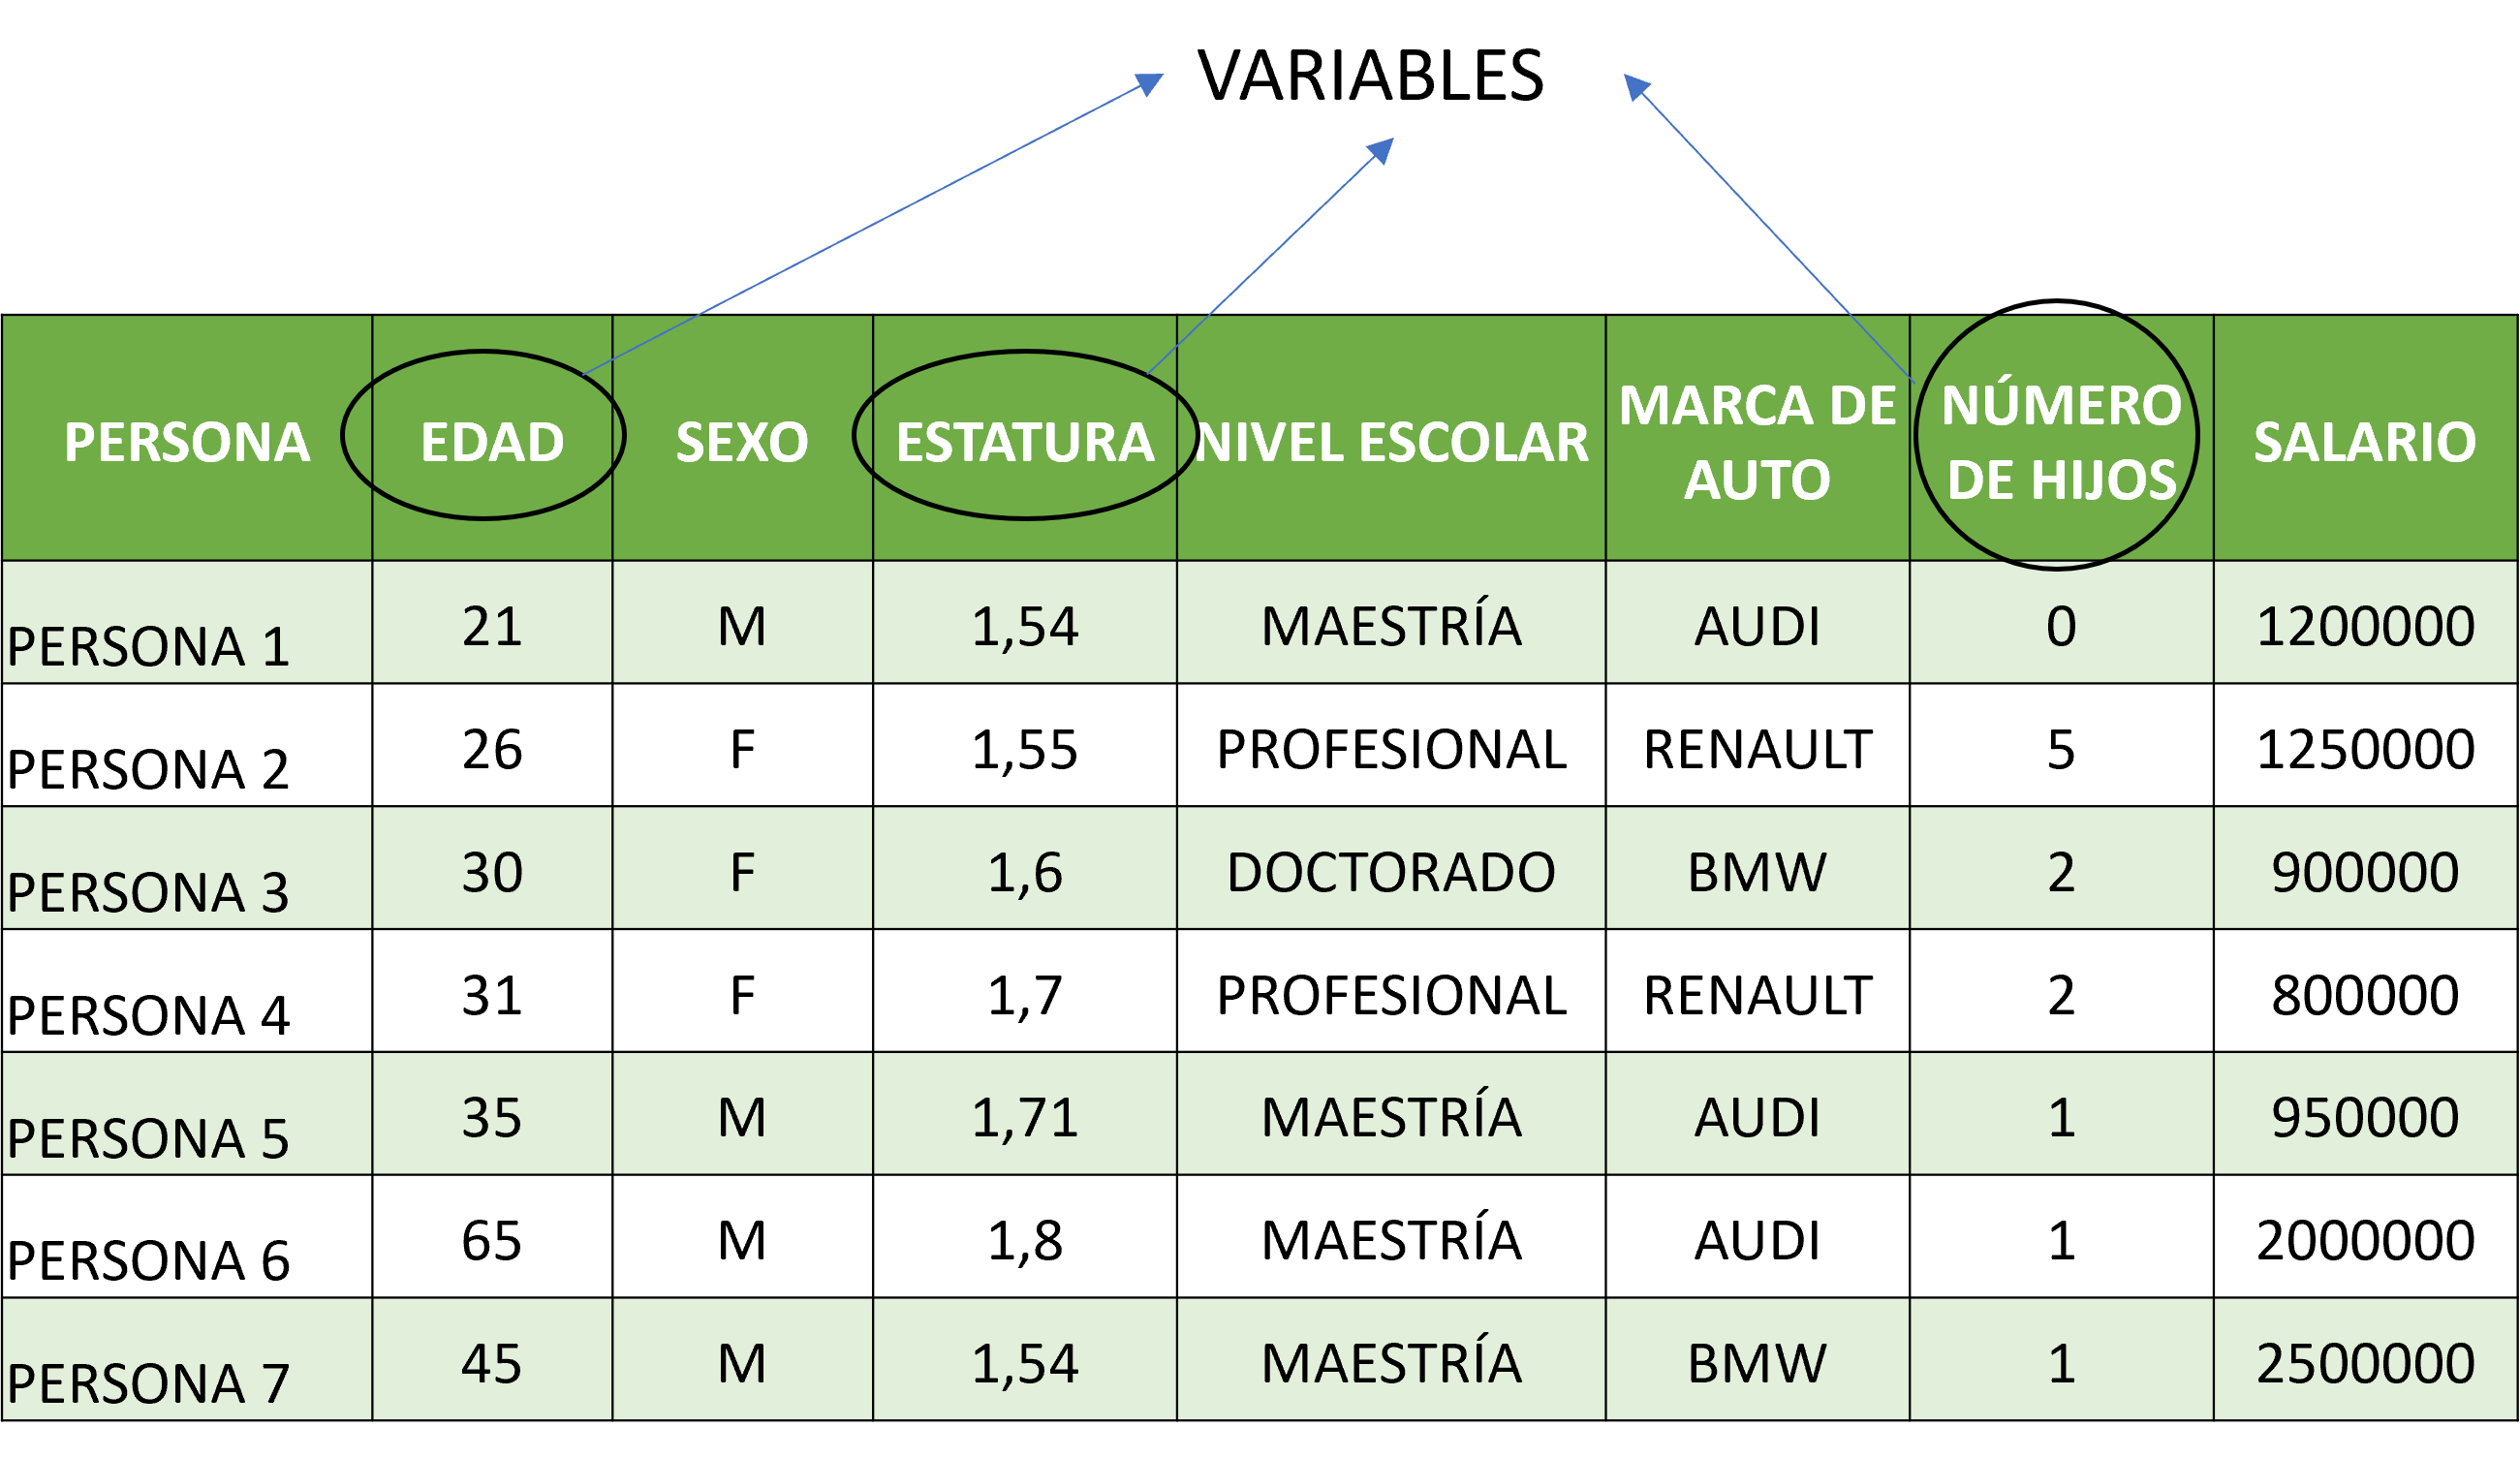 VARIABLES
PERSONA EDAD SEXO ESTATURA NIVEL ESCOLAR MARCA DE AUTO NÚMERO DE HIJOS SALARIO
PERSONA 1 21 M 1,54 MAESTRÍA AUDI 0 1200000
PERSONA 2 26 F 1,55 PROFESIONAL RENAULT 5 1250000
PERSONA 3 30 F 1,6 DOCTORADO BMW 2 900000
PERSONA 4 31 F 1,7 PROFESIONAL RENAULT 2 800000
PERSONA 5 35 M 1,71 MAESTRÍA AUDI 1 950000
PERSONA 6 65 M 1,8 MAESTRÍA AUDI 1 2000000
PERSONA 7 45 M 1,54 MAESTRÍA BMW 1 2500000